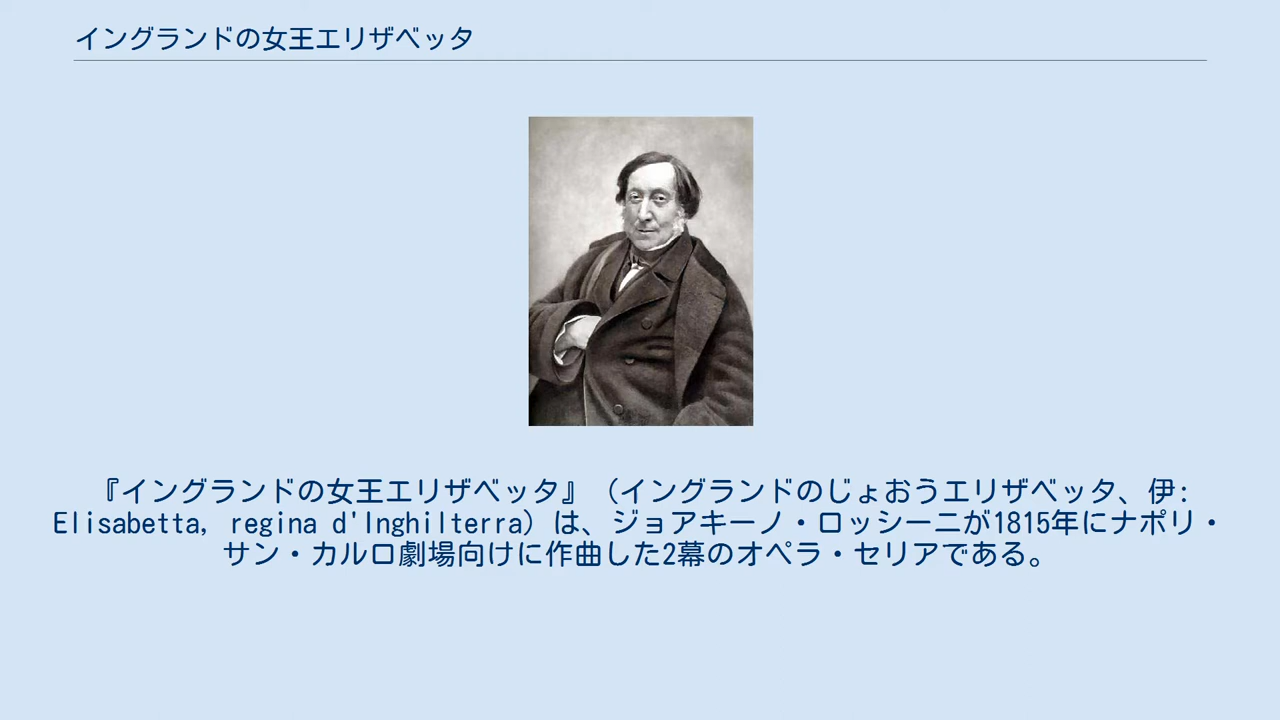 イングランドの女王エリザベッタ
『イングランドの女王エリザベッタ』（イングランドのじょおうエリザベッタ、伊:
Elisabetta, regina d'Inghilterra）は、ジョアキーノ・ロッシーニが1815年にナポリ・
サン・カルロ劇場向けに作曲した2幕のオペラ・セリアである。